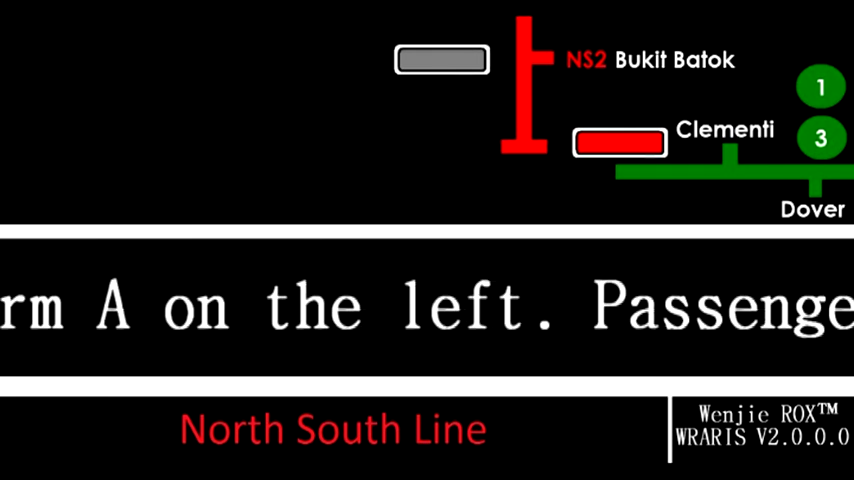 NS2 Bukit Batok
1
Clementi
3
Dover
rm A on the left. Passenge
North South Line
Wenjie ROX™
WRARIS V2.0.0.0